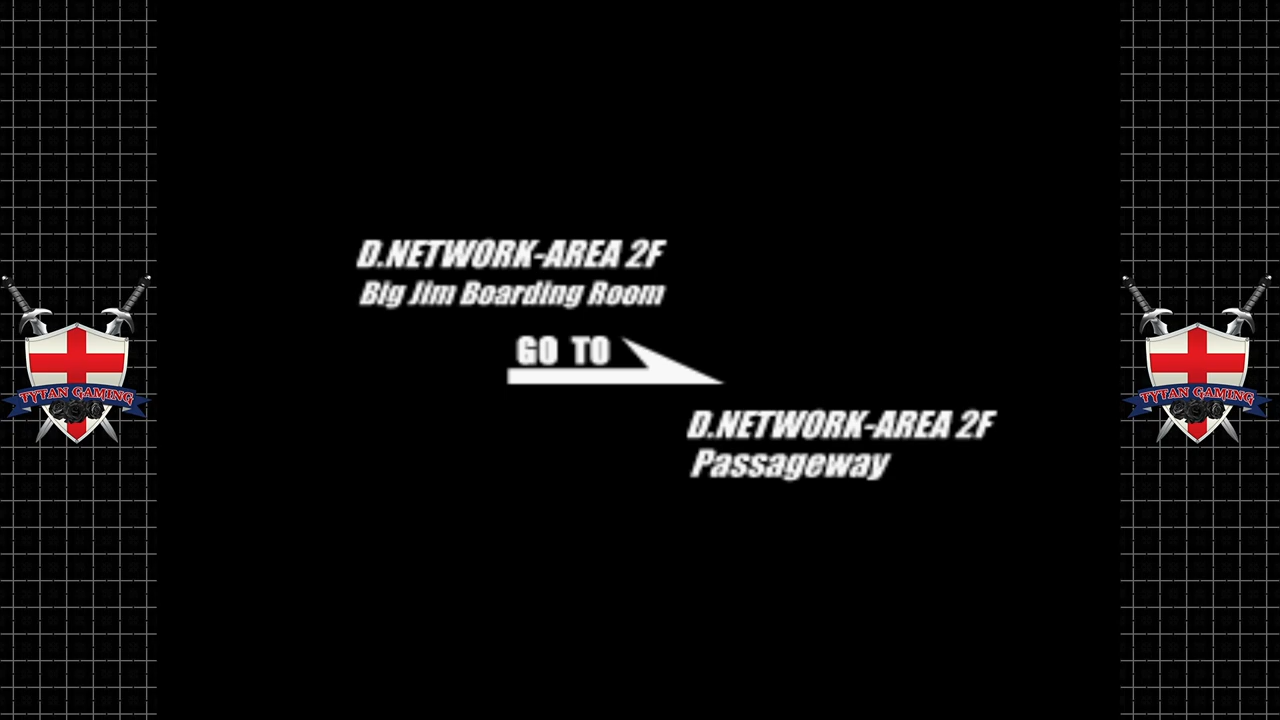 D.NETWORK-AREA 2F
Big Jim Boarding Room
GO TO
D.NETWORK-AREA 2F
Passageway
TYTAN GAMING
TYTAN GAMING